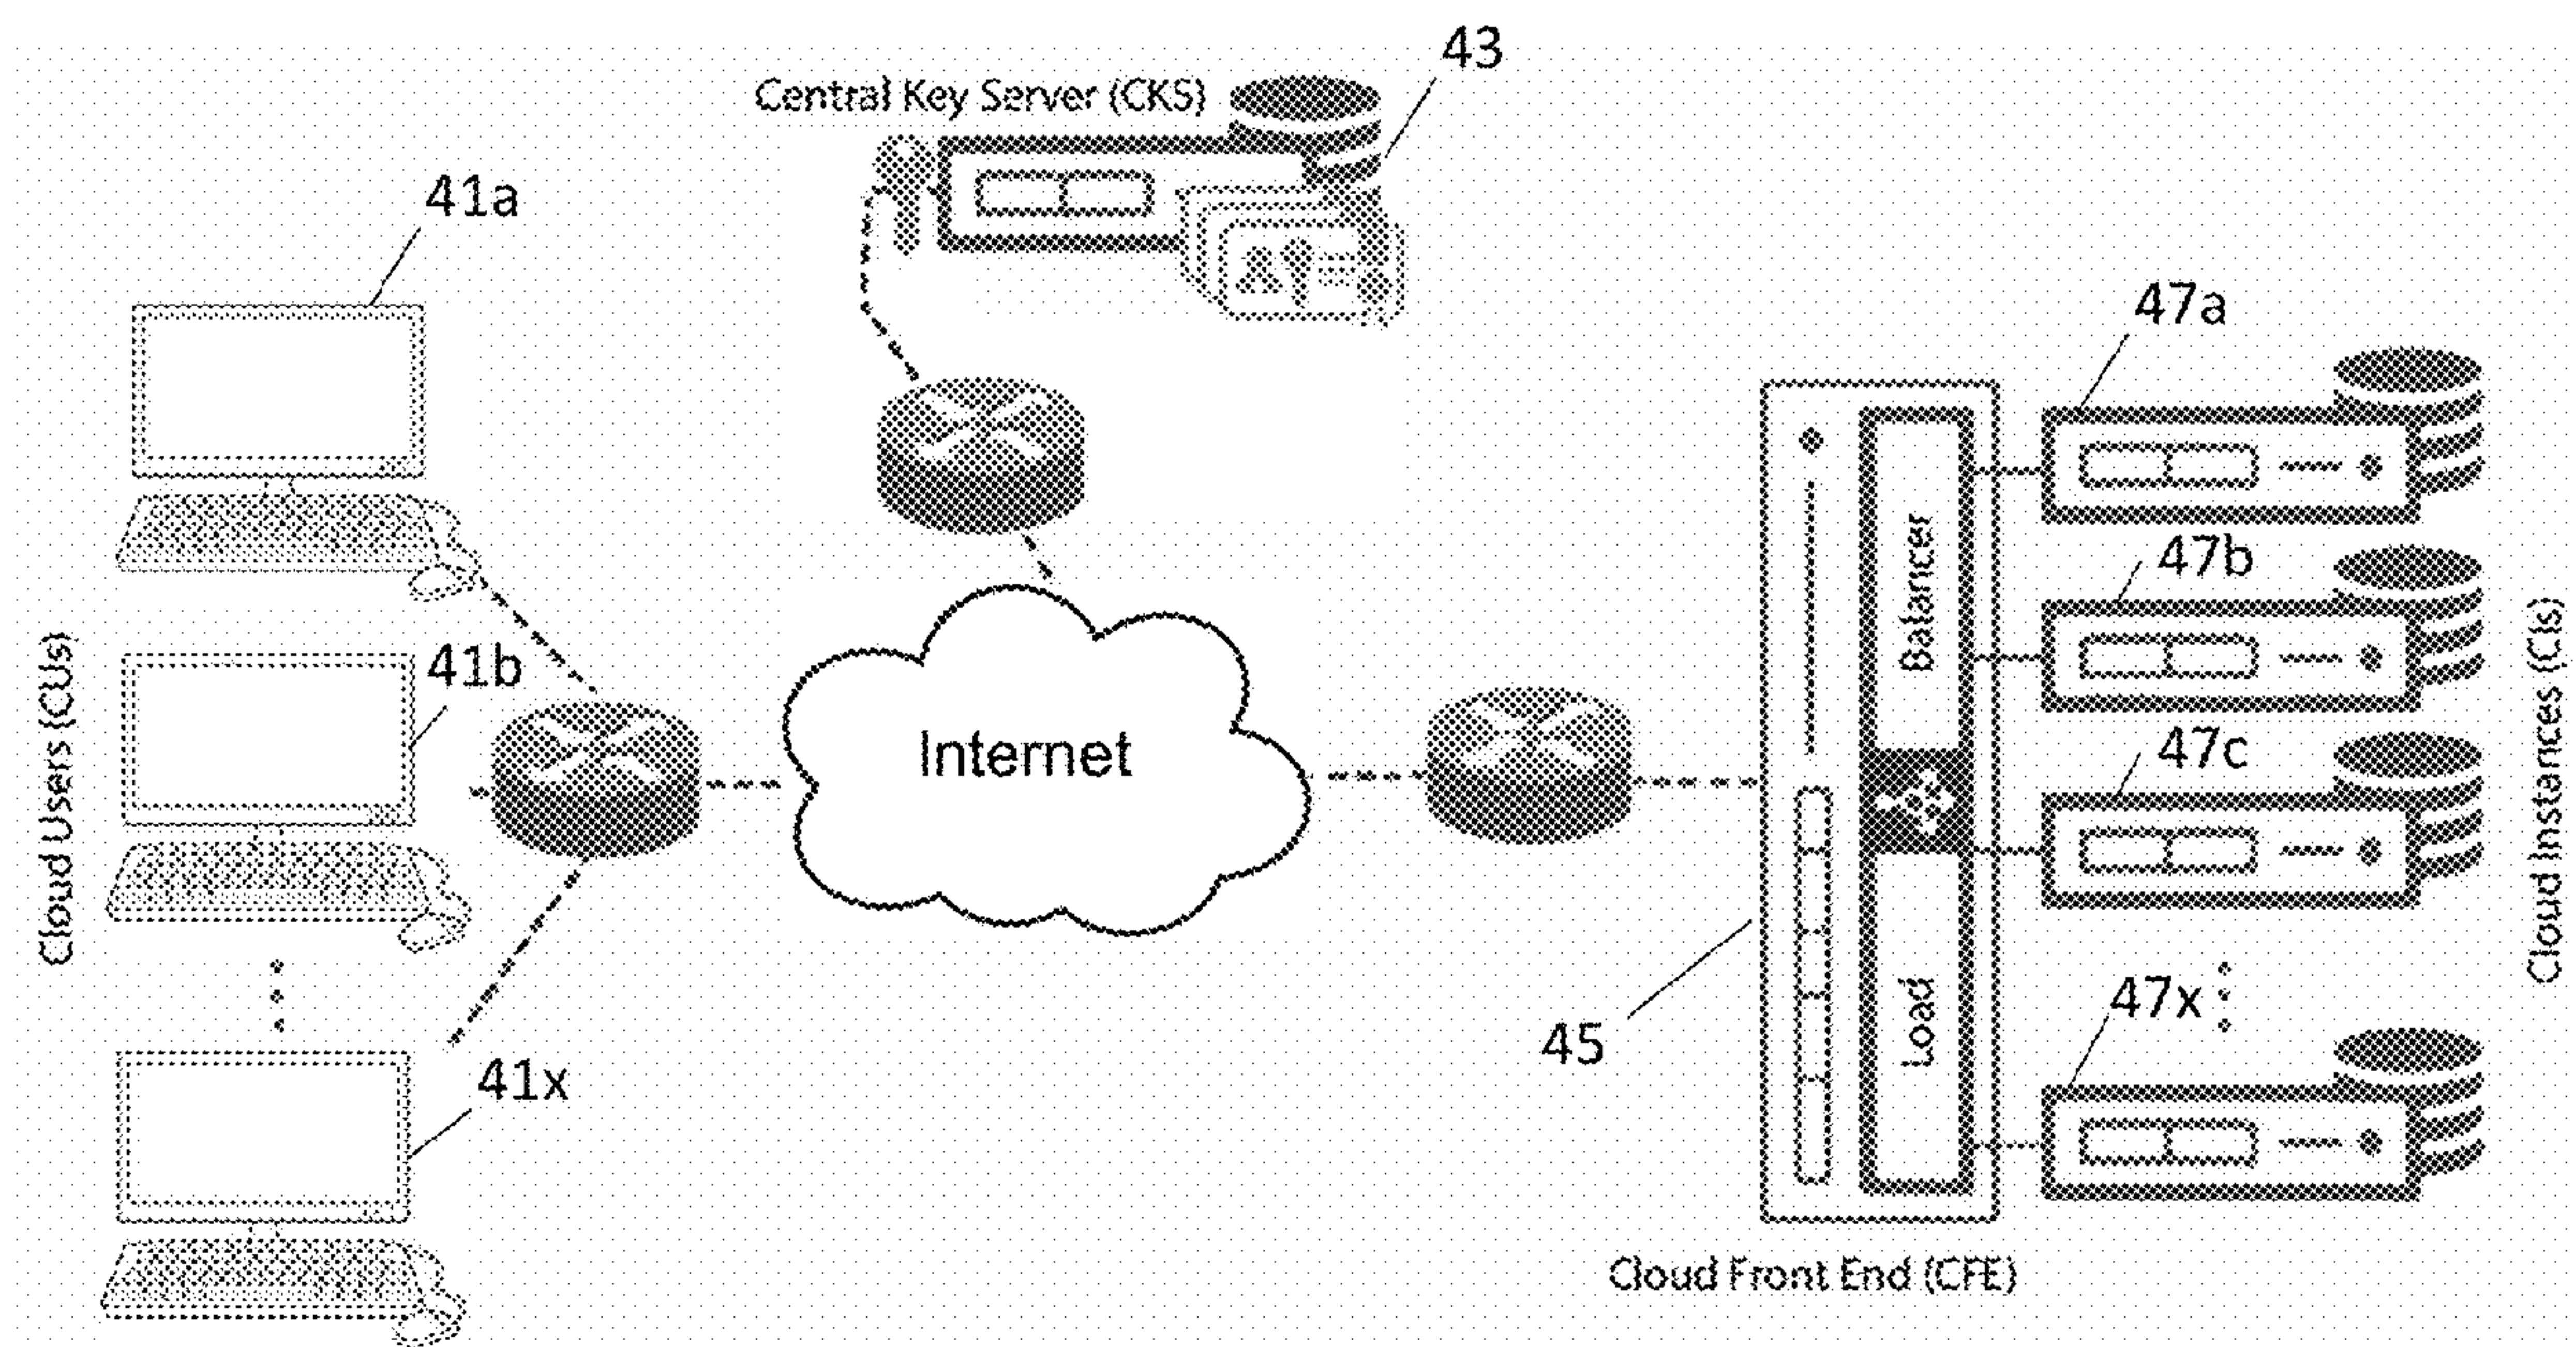 43
Central Key Server (CKS)
41a
47a
47b
Balancer
Cloud Users (CUs)
41b
Cloud Instances (CIs)
47c
Internet
47x
Load
45
41x
Cloud Front End (CFE)